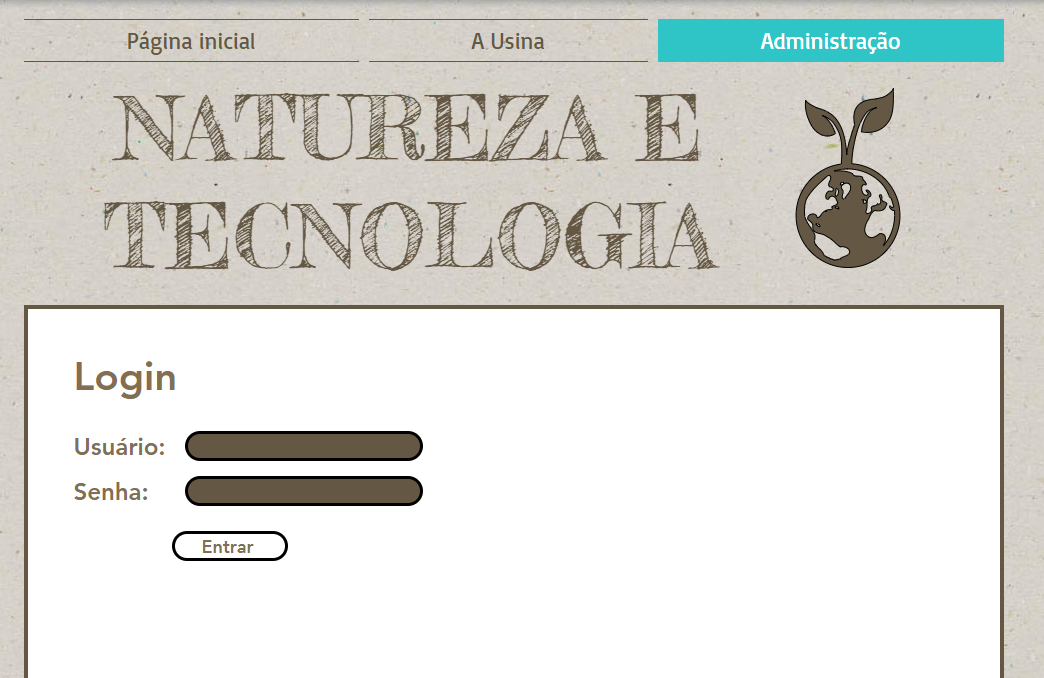 Página inicial
A Usina
Administração
NATUREZA E
TECNOLOGIA
Login
Usuário:
Senha:
Entrar